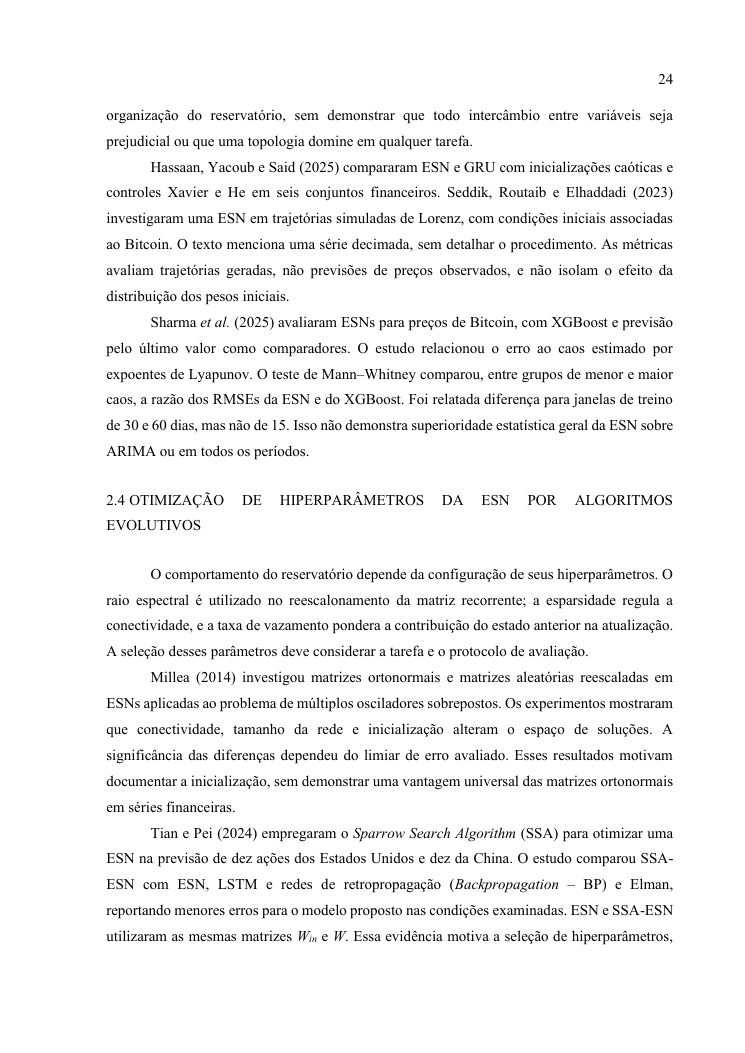 24
organização do reservatório, sem demonstrar que todo intercâmbio entre variáveis seja
prejudicial ou que uma topologia domine em qualquer tarefa.
Hassaan, Yacoub e Said (2025) compararam ESN e GRU com inicializações caóticas e
controles Xavier e He em seis conjuntos financeiros. Seddik, Routaib e Elhaddadi (2023)
investigaram uma ESN em trajetórias simuladas de Lorenz, com condições iniciais associadas
ao Bitcoin. O texto menciona uma série decimada, sem detalhar o procedimento. As métricas
avaliam trajetórias geradas, não previsões de preços observados, e não isolam o efeito da
distribuição dos pesos iniciais.
Sharma et al. (2025) avaliaram ESNs para preços de Bitcoin, com XGBoost e previsão
pelo último valor como comparadores. O estudo relacionou o erro ao caos estimado por
expoentes de Lyapunov. O teste de Mann–Whitney comparou, entre grupos de menor e maior
caos, a razão dos RMSEs da ESN e do XGBoost. Foi relatada diferença para janelas de treino
de 30 e 60 dias, mas não de 15. Isso não demonstra superioridade estatística geral da ESN sobre
ARIMA ou em todos os períodos.
2.4 OTIMIZAÇÃO DE HIPERPARÂMETROS DA ESN POR ALGORITMOS
EVOLUTIVOS
O comportamento do reservatório depende da configuração de seus hiperparâmetros. O
raio espectral é utilizado no reescalonamento da matriz recorrente; a esparsidade regula a
conectividade, e a taxa de vazamento pondera a contribuição do estado anterior na atualização.
A seleção desses parâmetros deve considerar a tarefa e o protocolo de avaliação.
Millea (2014) investigou matrizes ortonormais e matrizes aleatórias reescaladas em
ESNs aplicadas ao problema de múltiplos osciladores sobrepostos. Os experimentos mostraram
que conectividade, tamanho da rede e inicialização alteram o espaço de soluções. A
significância das diferenças dependeu do limiar de erro avaliado. Esses resultados motivam
documentar a inicialização, sem demonstrar uma vantagem universal das matrizes ortonormais
em séries financeiras.
Tian e Pei (2024) empregaram o Sparrow Search Algorithm (SSA) para otimizar uma
ESN na previsão de dez ações dos Estados Unidos e dez da China. O estudo comparou SSA-
ESN com ESN, LSTM e redes de retropropagação (Backpropagation – BP) e Elman,
reportando menores erros para o modelo proposto nas condições examinadas. ESN e SSA-ESN
utilizaram as mesmas matrizes Win e W. Essa evidência motiva a seleção de hiperparâmetros,